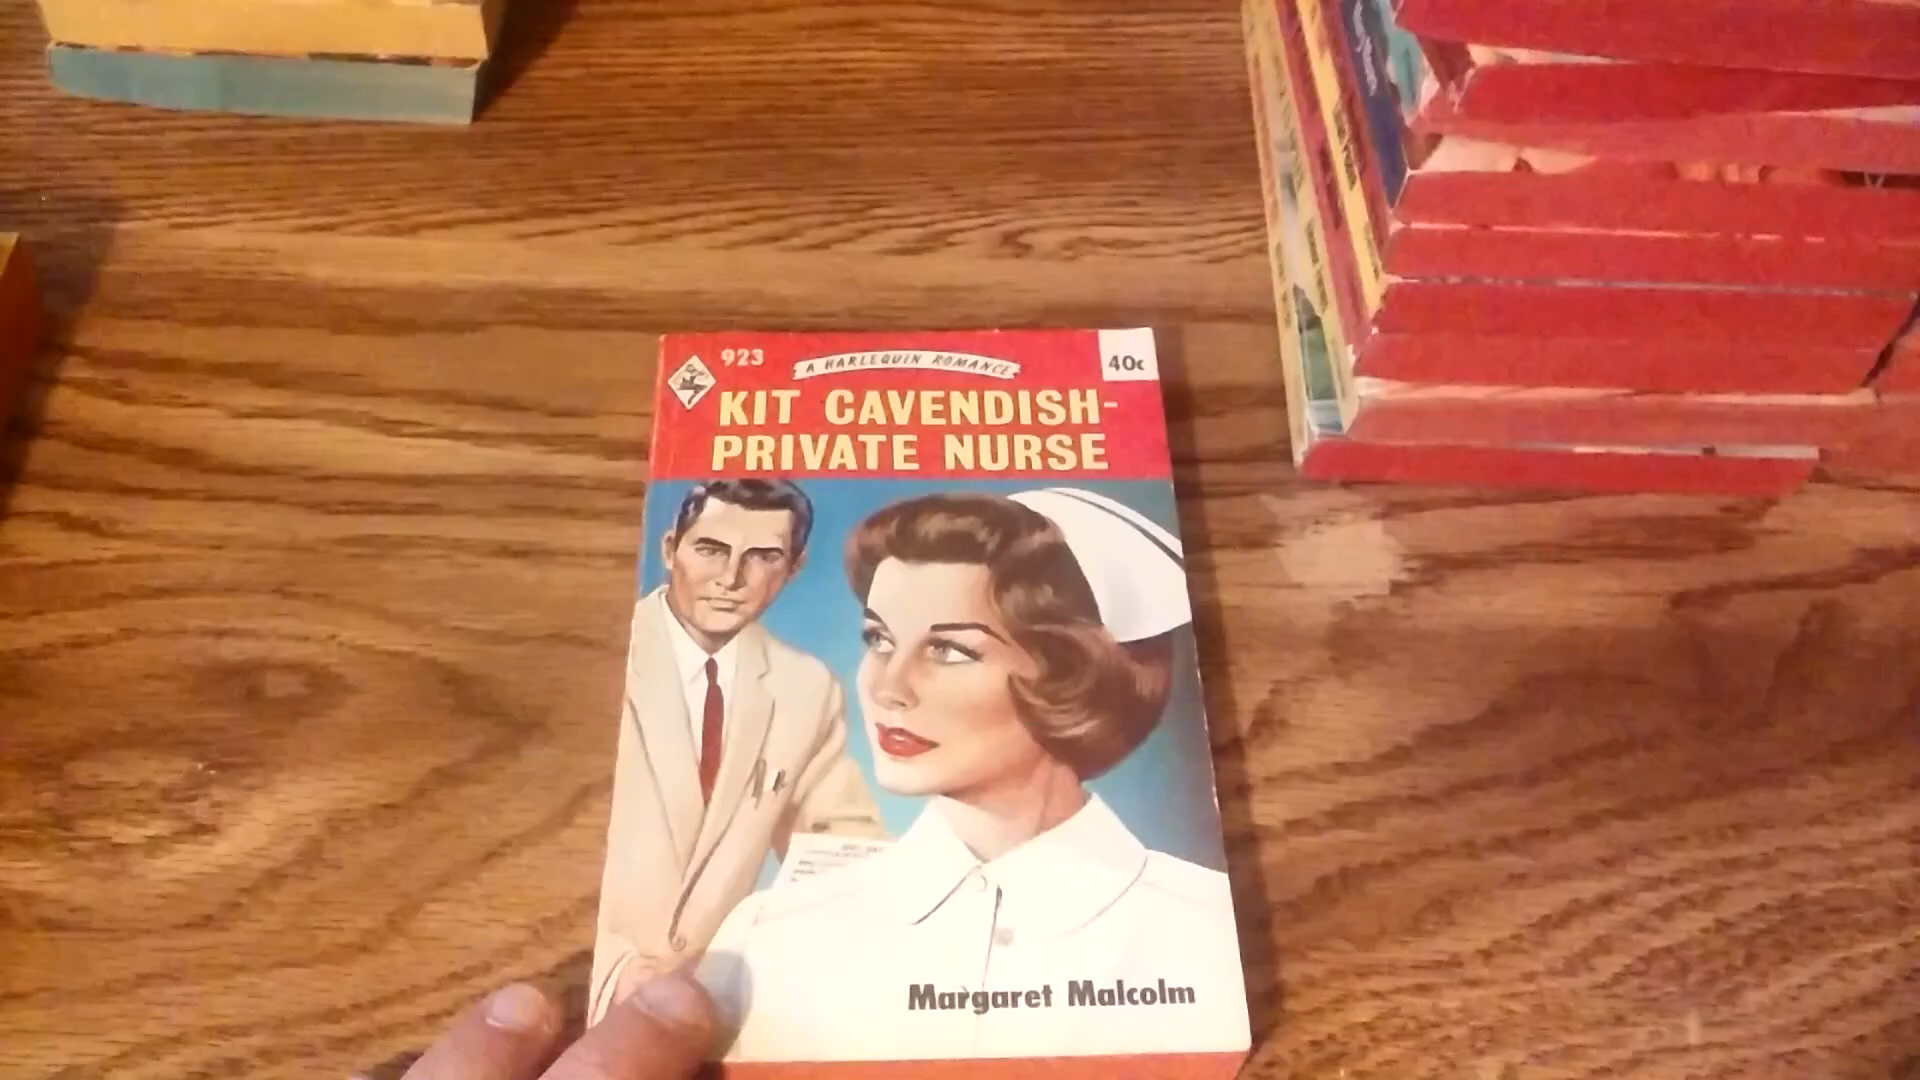 923
A HARLEQUIN ROMANCE
40c
KIT CAVENDISH-
PRIVATE NURSE
Margaret Malcolm